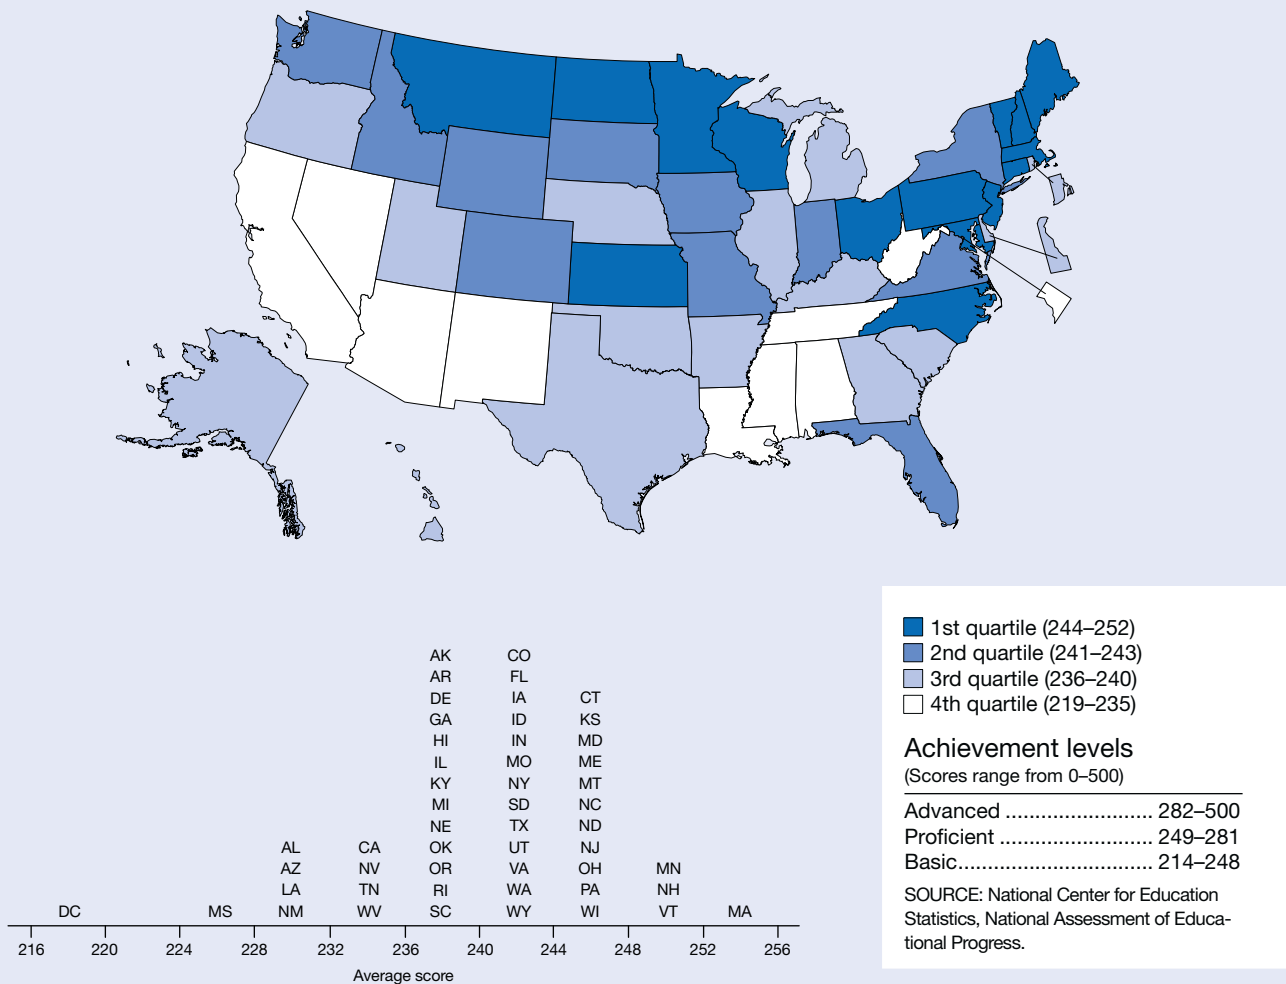 AK CO
AR FL
DE IA CT
GA ID KS
HI IN MD
IL MO ME
KY NY MT
MI SD NC
NE TX ND
AL CA OK UT NJ
AZ NV OR VA OH MN
LA TN RI WA PA NH
DC MS NM WV SC WY WI VT MA
216 220 224 228 232 236 240 244 248 252 256
Average score
1st quartile (244–252)
2nd quartile (241–243)
3rd quartile (236–240)
4th quartile (219–235)
Achievement levels
(Scores range from 0–500)
Advanced .......................... 282–500
Proficient .......................... 249–281
Basic................................. 214–248
SOURCE: National Center for Education
Statistics, National Assessment of Educa-
tional Progress.